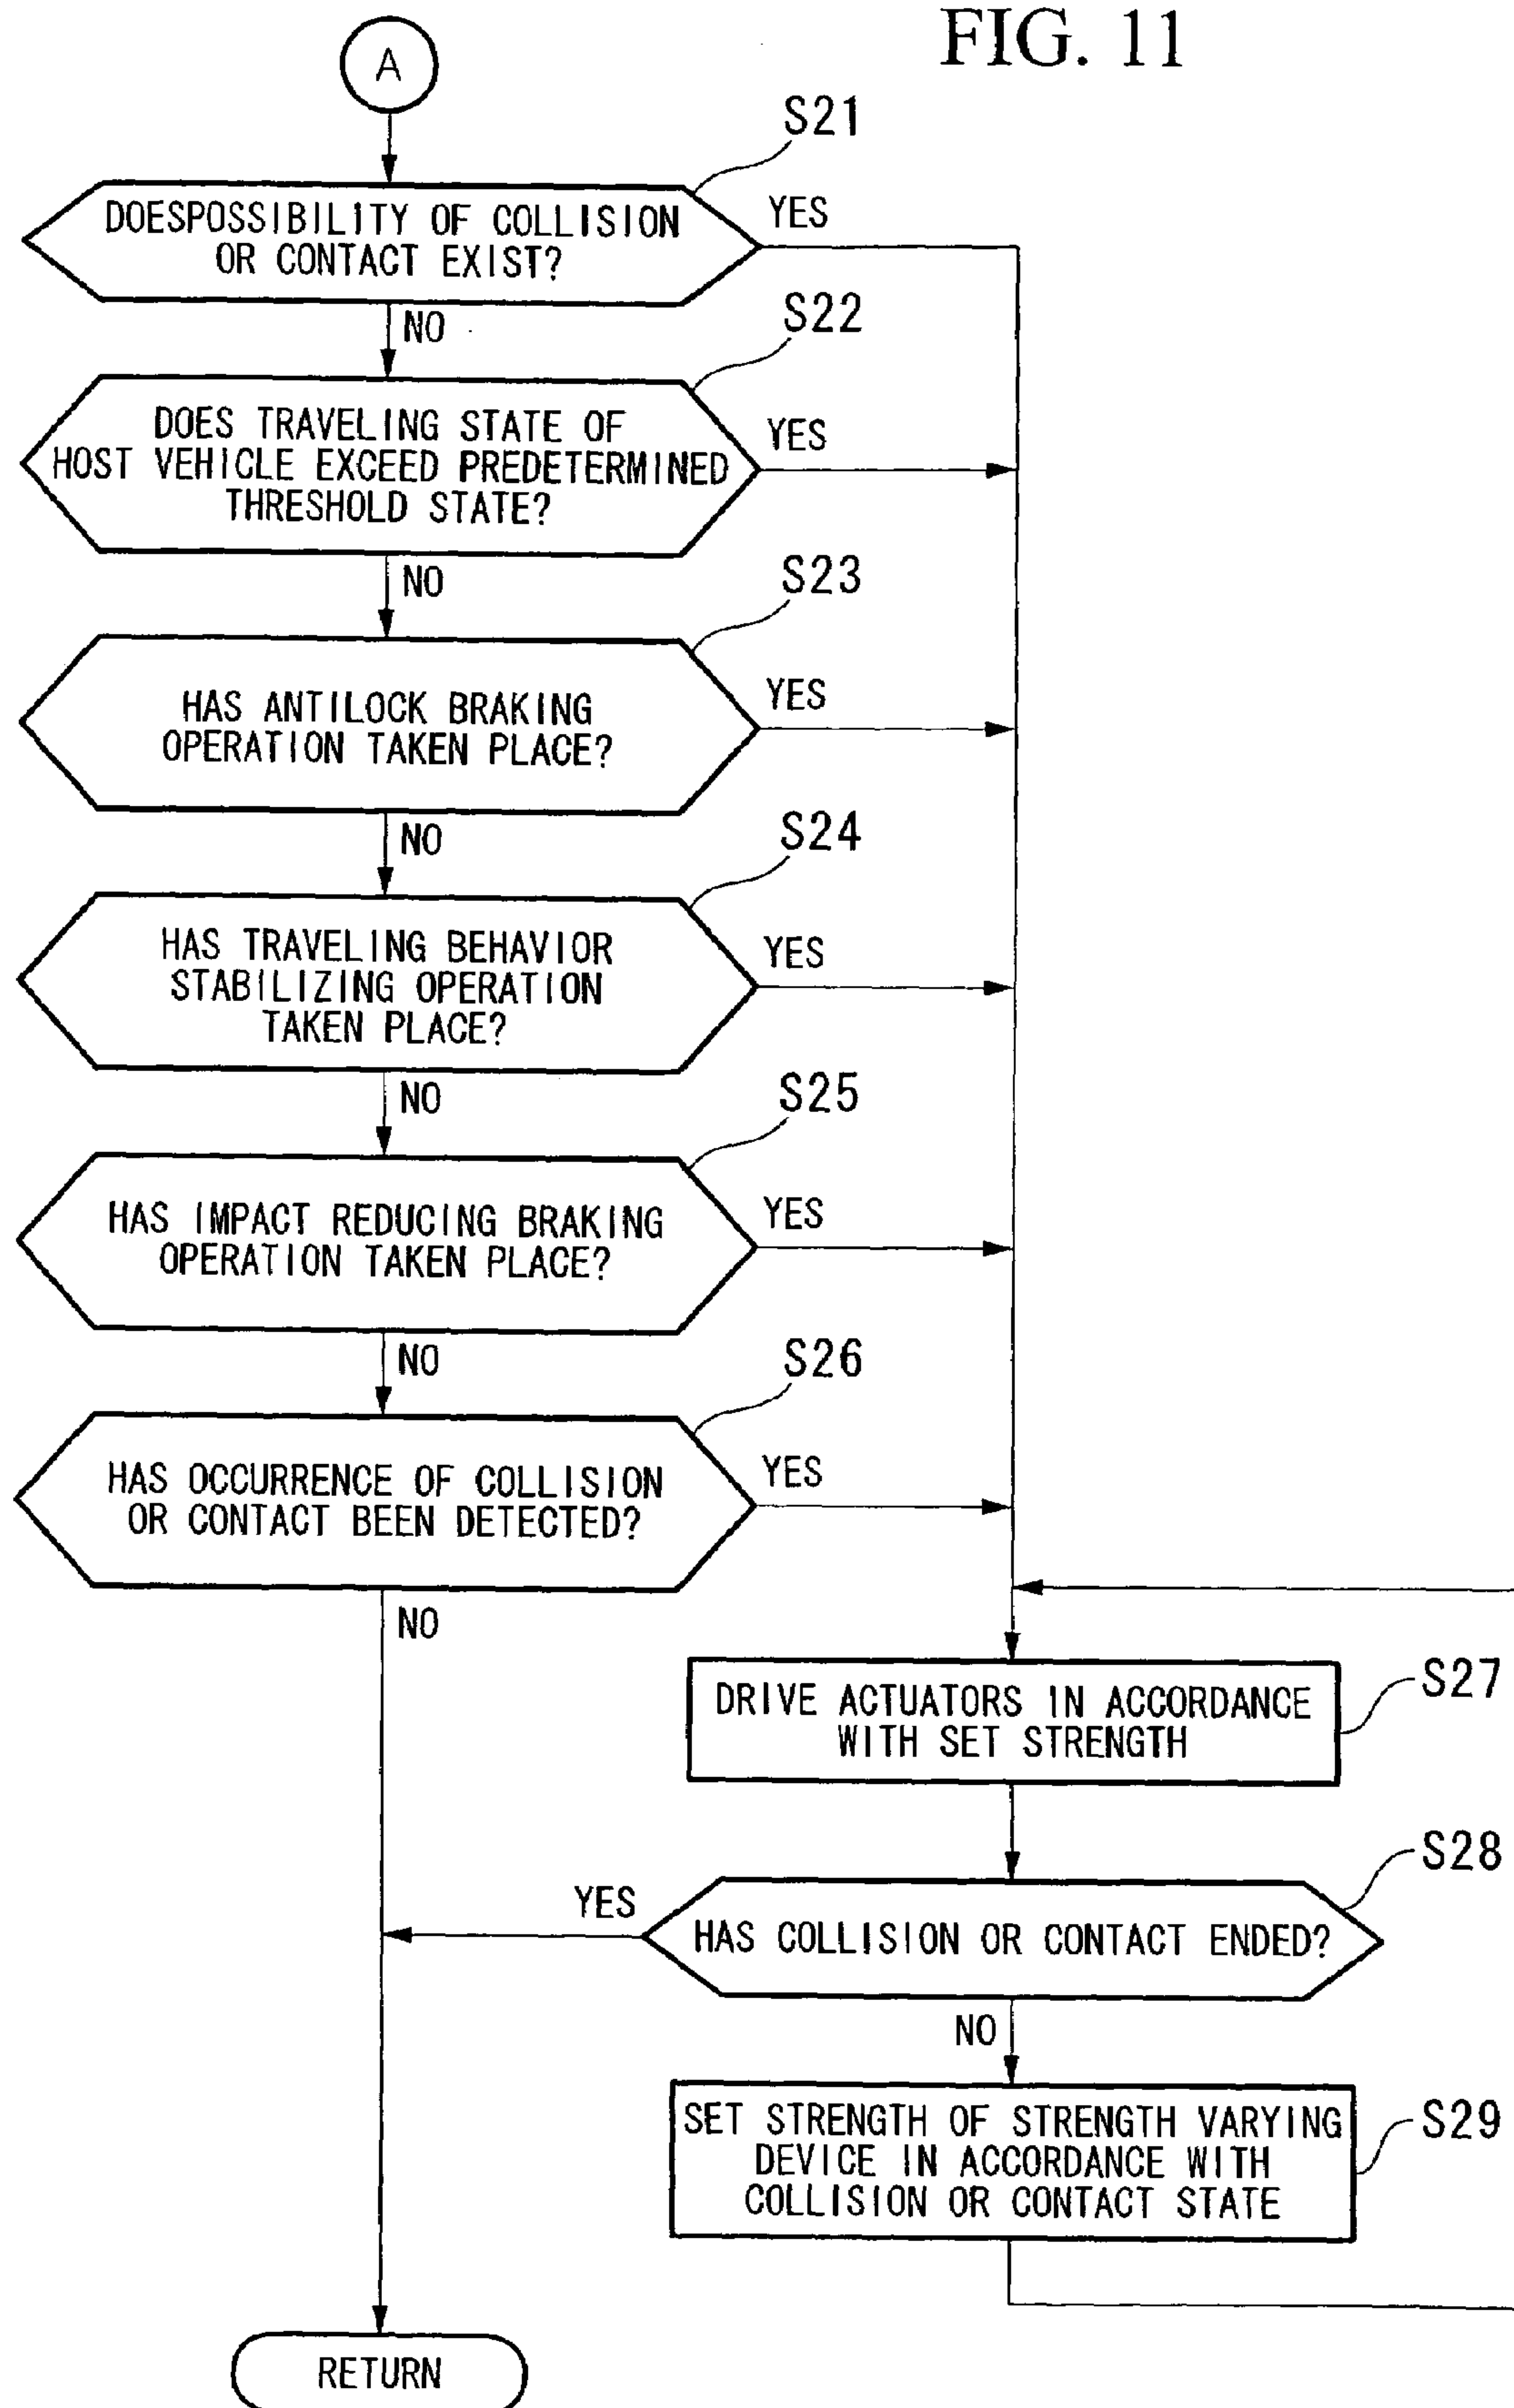 FIG. 11
A
S21
DOESPOSSIBILITY OF COLLISION
OR CONTACT EXIST?
YES
NO
S22
DOES TRAVELING STATE OF
HOST VEHICLE EXCEED PREDETERMINED
THRESHOLD STATE?
YES
NO
S23
HAS ANTILOCK BRAKING
OPERATION TAKEN PLACE?
YES
NO
S24
HAS TRAVELING BEHAVIOR
STABILIZING OPERATION
TAKEN PLACE?
YES
NO
S25
HAS IMPACT REDUCING BRAKING
OPERATION TAKEN PLACE?
YES
NO
S26
HAS OCCURRENCE OF COLLISION
OR CONTACT BEEN DETECTED?
YES
NO
S27
DRIVE ACTUATORS IN ACCORDANCE
WITH SET STRENGTH
S28
YES
HAS COLLISION OR CONTACT ENDED?
NO
S29
SET STRENGTH OF STRENGTH VARYING
DEVICE IN ACCORDANCE WITH
COLLISION OR CONTACT STATE
RETURN